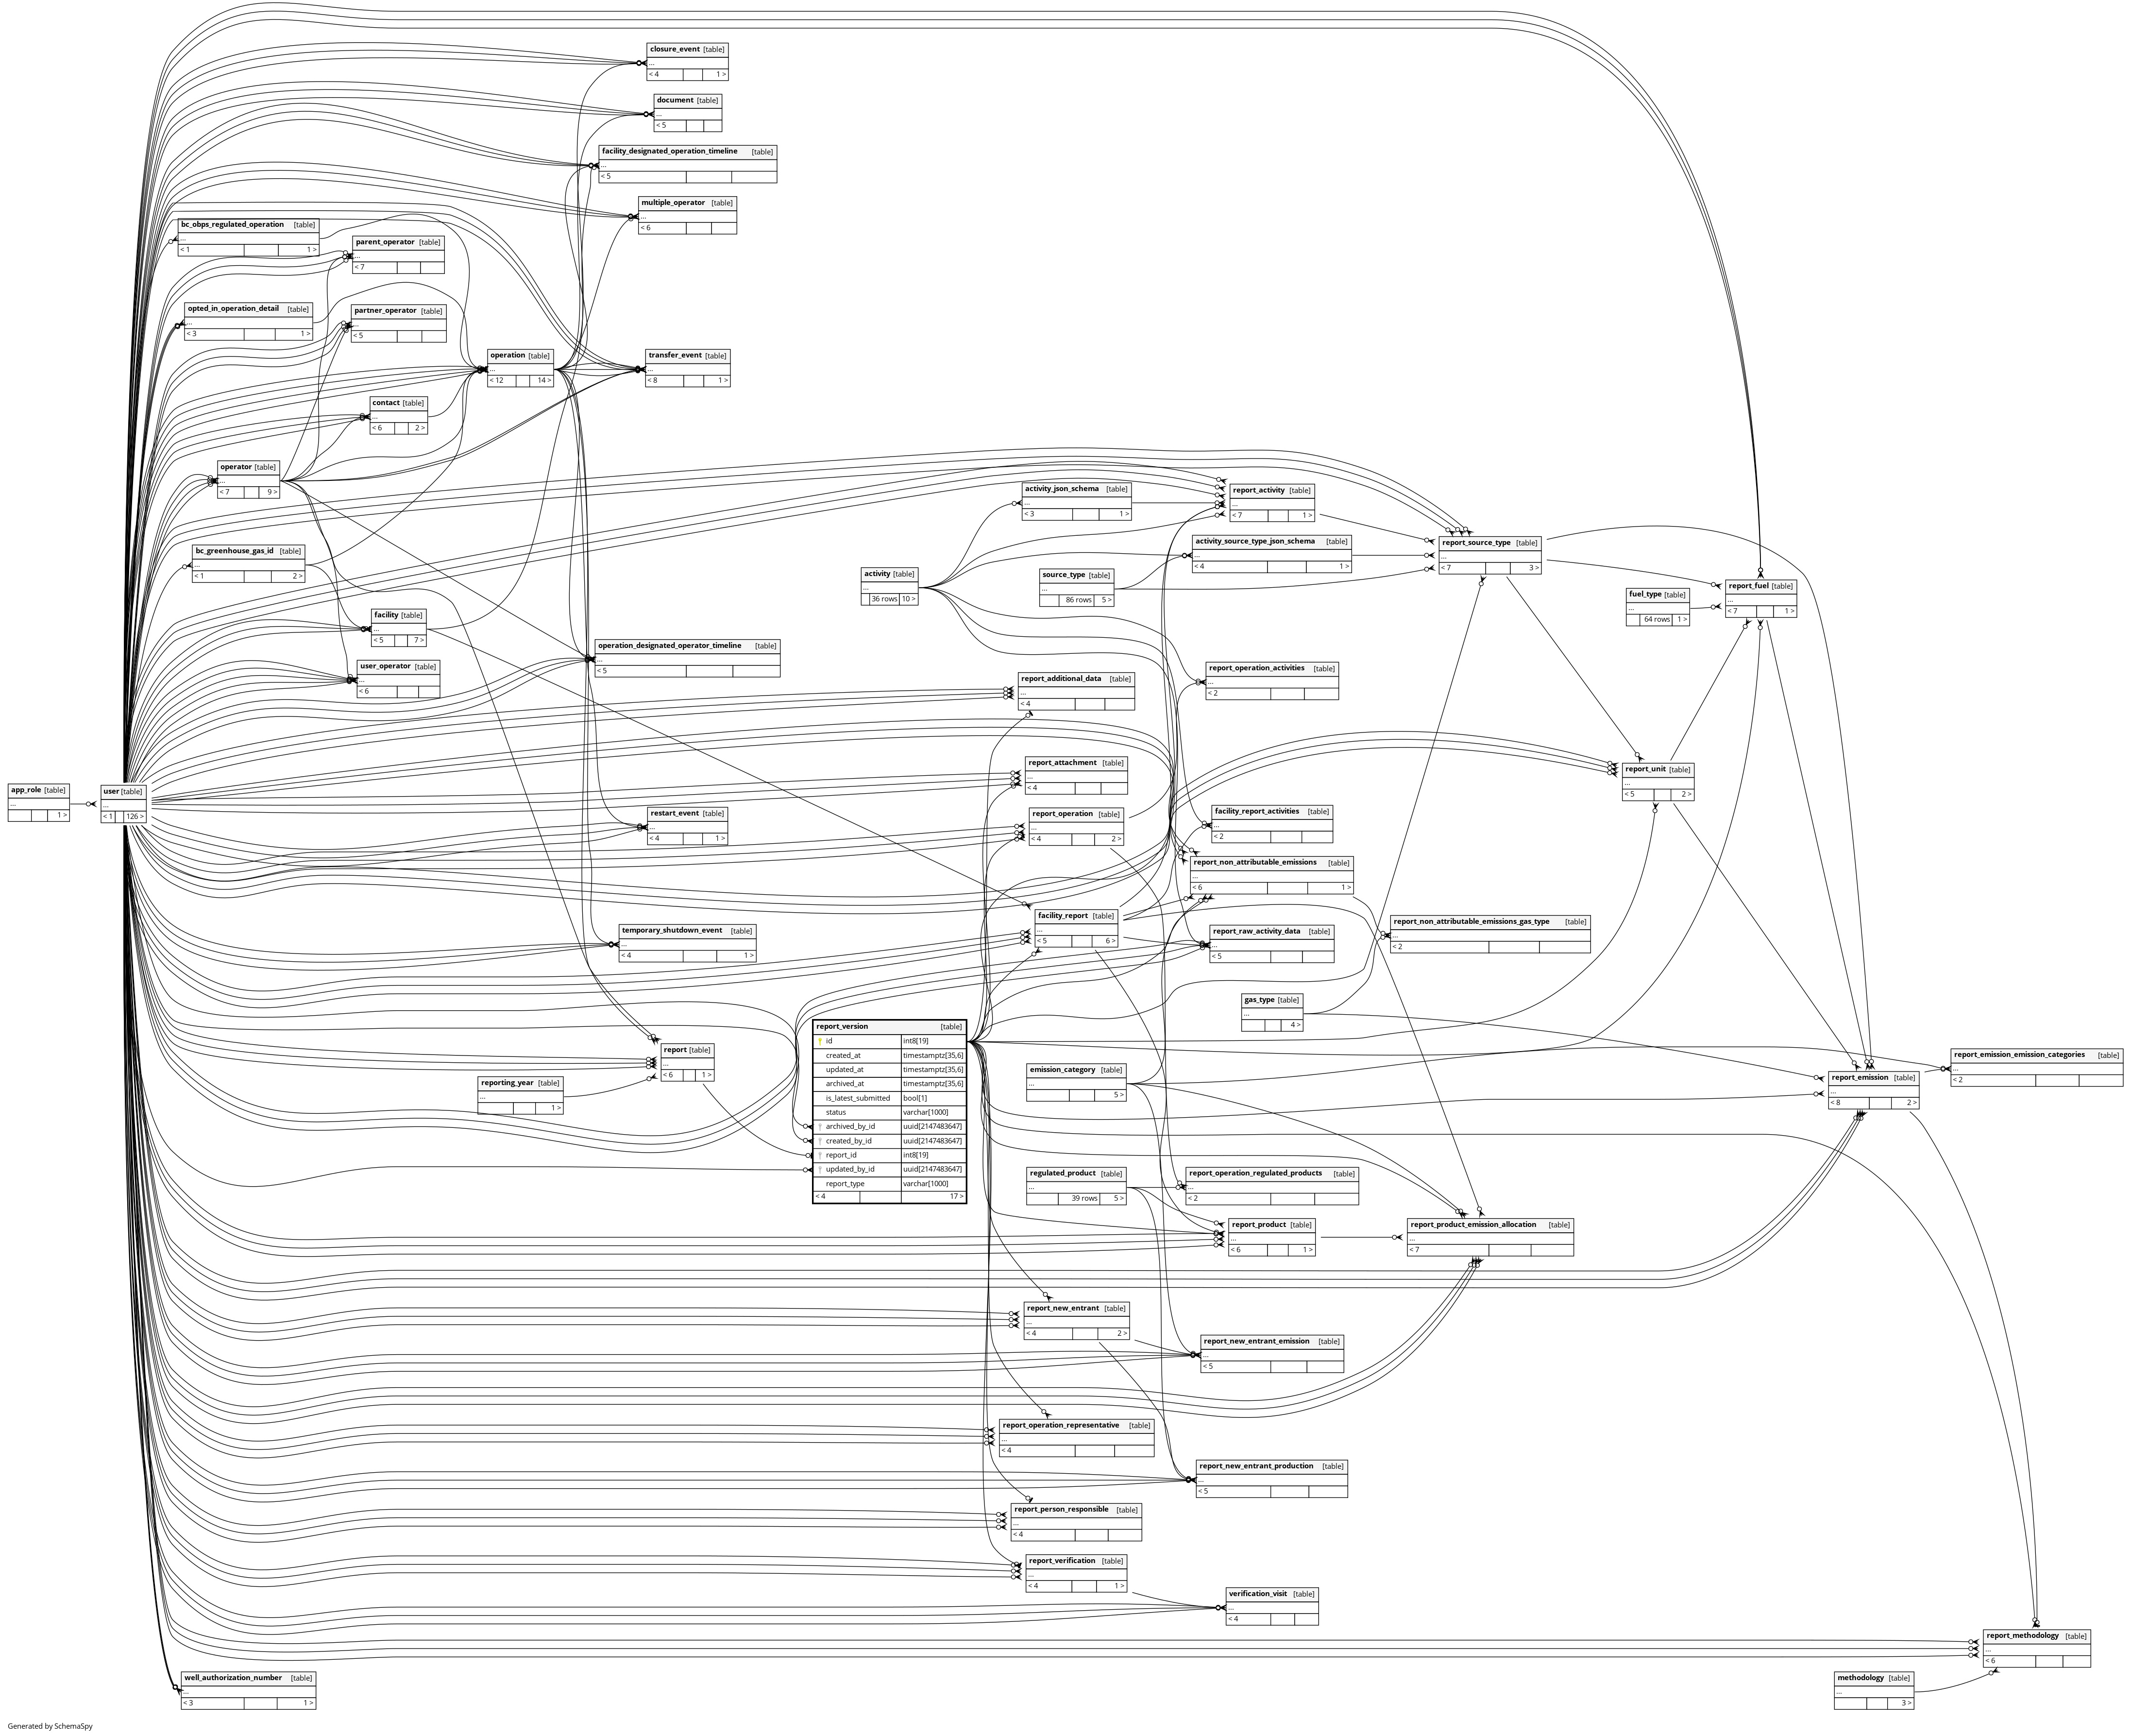 closure_event [table]
...
< 4 1 >
document [table]
...
< 5
facility_designated_operation_timeline [table]
...
< 5
multiple_operator [table]
...
< 6
bc_obps_regulated_operation [table]
...
< 1 1 >
parent_operator [table]
...
< 7
opted_in_operation_detail [table]
...
< 3 1 >
partner_operator [table]
...
< 5
operation [table]
...
< 12 14 >
transfer_event [table]
...
< 8 1 >
contact [table]
...
< 6 2 >
operator [table]
...
< 7 9 >
activity_json_schema [table]
...
< 3 1 >
report_activity [table]
...
< 7 1 >
activity_source_type_json_schema [table]
...
< 4 1 >
report_source_type [table]
...
< 7 3 >
bc_greenhouse_gas_id [table]
...
< 1 2 >
activity [table]
...
36 rows 10 >
source_type [table]
...
86 rows 5 >
fuel_type [table]
...
64 rows 1 >
report_fuel [table]
...
< 7 1 >
facility [table]
...
< 5 7 >
operation_designated_operator_timeline [table]
...
< 5
user_operator [table]
...
< 6
report_operation_activities [table]
...
< 2
report_additional_data [table]
...
< 4
report_attachment [table]
...
< 4
report_unit [table]
...
< 5 2 >
app_role [table]
...
1 >
user [table]
...
< 1 126 >
restart_event [table]
...
< 4 1 >
report_operation [table]
...
< 4 2 >
facility_report_activities [table]
...
< 2
report_non_attributable_emissions [table]
...
< 6 1 >
facility_report [table]
...
< 5 6 >
report_non_attributable_emissions_gas_type [table]
...
< 2
temporary_shutdown_event [table]
...
< 4 1 >
report_raw_activity_data [table]
...
< 5
gas_type [table]
...
4 >
report_version [table]
id int8[19]
created_at timestamptz[35,6]
updated_at timestamptz[35,6]
archived_at timestamptz[35,6]
is_latest_submitted bool[1]
status varchar[1000]
archived_by_id uuid[2147483647]
created_by_id uuid[2147483647]
report_id int8[19]
updated_by_id uuid[2147483647]
report_type varchar[1000]
< 4 17 >
report [table]
...
< 6 1 >
reporting_year [table]
...
1 >
emission_category [table]
...
5 >
report_emission [table]
...
< 8 2 >
report_emission_emission_categories [table]
...
< 2
regulated_product [table]
...
39 rows 5 >
report_operation_regulated_products [table]
...
< 2
report_product [table]
...
< 6 1 >
report_product_emission_allocation [table]
...
< 7
report_new_entrant [table]
...
< 4 2 >
report_new_entrant_emission [table]
...
< 5
report_operation_representative [table]
...
< 4
report_new_entrant_production [table]
...
< 5
report_person_responsible [table]
...
< 4
report_verification [table]
...
< 4 1 >
verification_visit [table]
...
< 4
report_methodology [table]
...
< 6
well_authorization_number [table]
...
< 3 1 >
methodology [table]
...
3 >
Generated by SchemaSpy